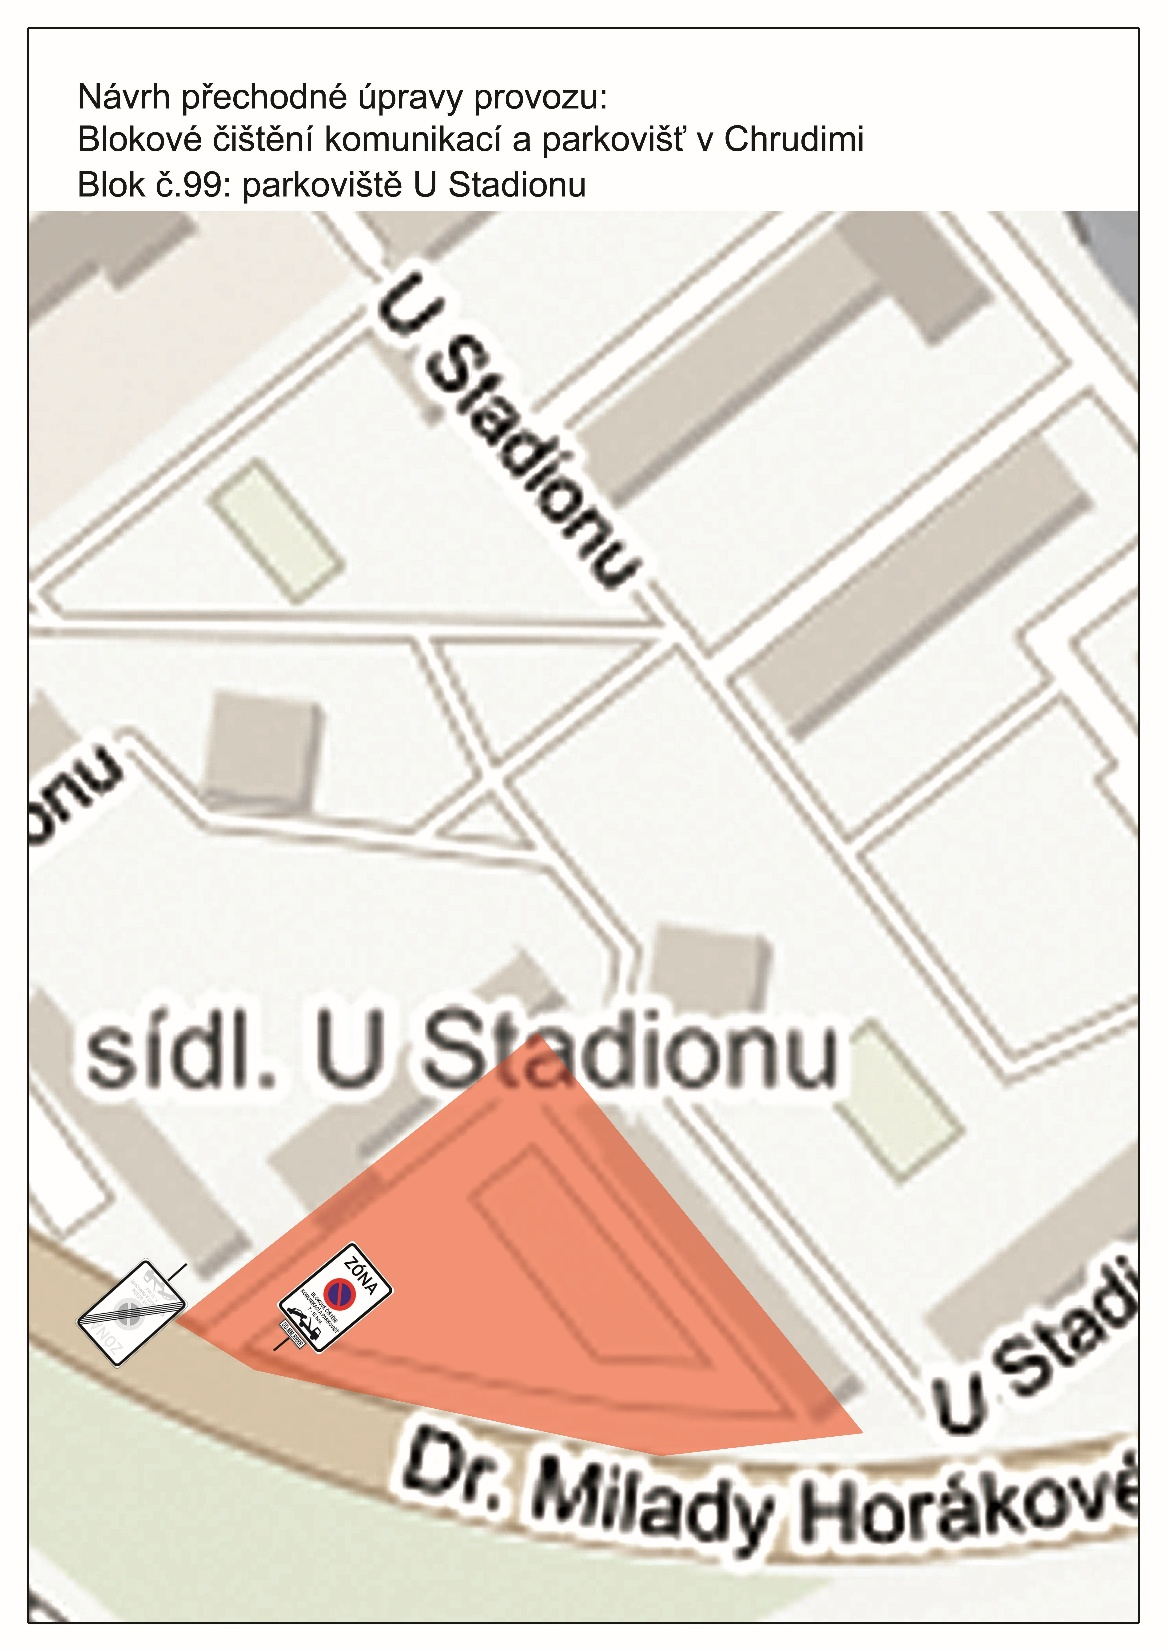 Návrh přechodné úpravy provozu:
Blokové čištění komunikací a parkovišť v Chrudimi
Blok č.99: parkoviště U Stadionu
U Stadionu
onu
sídl. U Stadionu
ZÓNA
ZÓNA
U Stadi
Dr. Milady Horákové